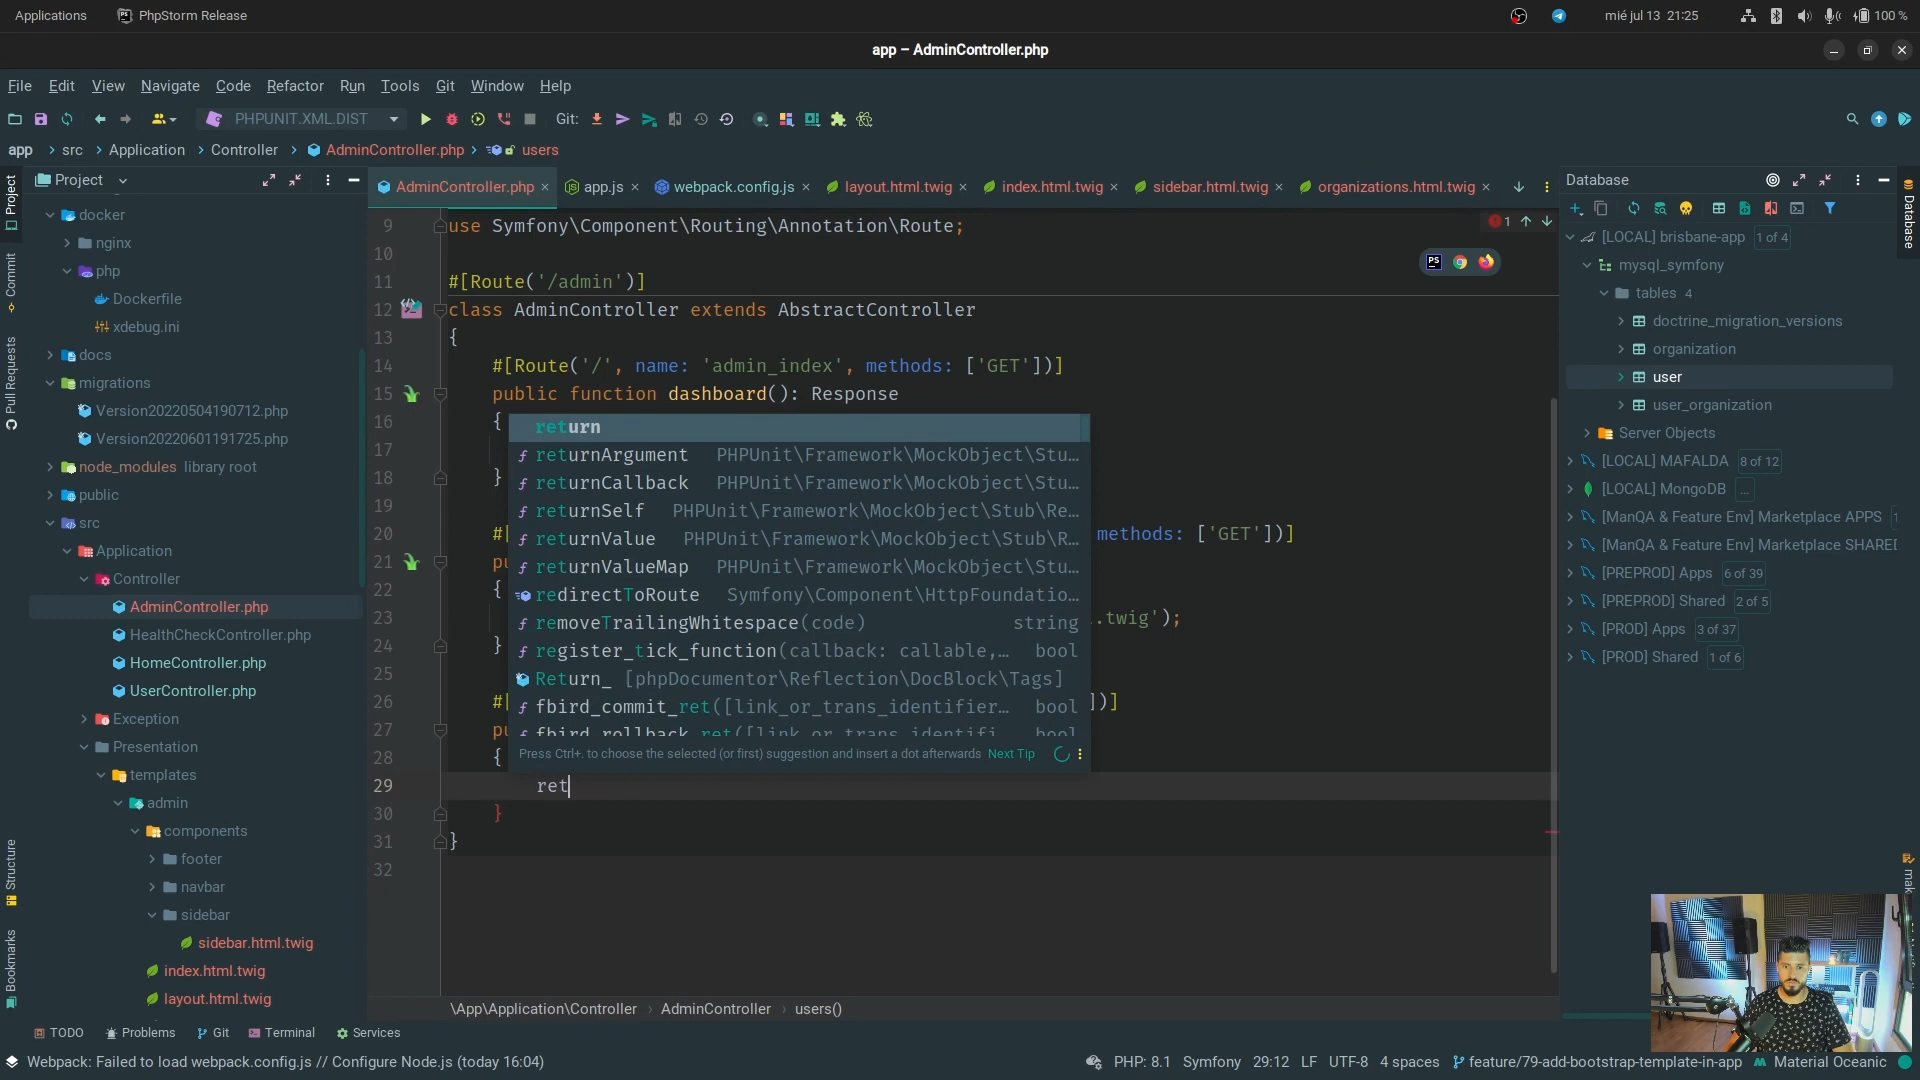 Applications PhpStorm Release mié jul 13 21:25 100 %
app – AdminController.php
File Edit View Navigate Code Refactor Run Tools Git Window Help
PHPUNIT.XML.DIST Git:
app src Application Controller AdminController.php users
Project
AdminController.php app.js webpack.config.js layout.html.twig index.html.twig sidebar.html.twig organizations.html.twig
Database
Project
Commit
Pull Requests
Structure
Bookmarks
docker
nginx
php
Dockerfile
xdebug.ini
docs
migrations
Version20220504190712.php
Version20220601191725.php
node_modules library root
public
src
Application
Controller
AdminController.php
HealthCheckController.php
HomeController.php
UserController.php
Exception
Presentation
templates
admin
components
footer
navbar
sidebar
sidebar.html.twig
index.html.twig
layout.html.twig
9 use Symfony\Component\Routing\Annotation\Route;
1
10
11 #[Route('/admin')]
12 class AdminController extends AbstractController
13 {
14 #[Route('/', name: 'admin_index', methods: ['GET'])]
15 public function dashboard(): Response
16 {
17
18 }
19
20 #[ methods: ['GET'])]
21 pu
22 {
23 .twig');
24 }
25
26 #[ ])]
27 pu
28 {
29 ret
30 }
31 }
32
return
returnArgument PHPUnit\Framework\MockObject\Stu…
returnCallback PHPUnit\Framework\MockObject\Stu…
returnSelf PHPUnit\Framework\MockObject\Stub\Re…
returnValue PHPUnit\Framework\MockObject\Stub\R…
returnValueMap PHPUnit\Framework\MockObject\Stu…
redirectToRoute Symfony\Component\HttpFoundatio…
removeTrailingWhitespace(code) string
register_tick_function(callback: callable,… bool
Return_ [phpDocumentor\Reflection\DocBlock\Tags]
fbird_commit_ret([link_or_trans_identifier… bool
fbird_rollback_ret([link_or_trans_identifi… bool
Press Ctrl+. to choose the selected (or first) suggestion and insert a dot afterwards Next Tip
\App\Application\Controller AdminController users()
[LOCAL] brisbane-app 1 of 4
mysql_symfony
tables 4
doctrine_migration_versions
organization
user
user_organization
Server Objects
[LOCAL] MAFALDA 8 of 12
[LOCAL] MongoDB ...
[ManQA & Feature Env] Marketplace APPS 1
[ManQA & Feature Env] Marketplace SHARED
[PREPROD] Apps 6 of 39
[PREPROD] Shared 2 of 5
[PROD] Apps 3 of 37
[PROD] Shared 1 of 6
Database
mak
TODO Problems Git Terminal Services
Webpack: Failed to load webpack.config.js // Configure Node.js (today 16:04) PHP: 8.1 Symfony 29:12 LF UTF-8 4 spaces feature/79-add-bootstrap-template-in-app Material Oceanic